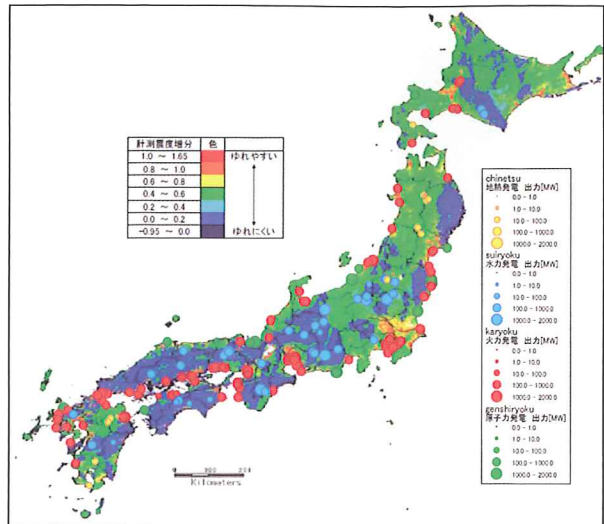 計測震度増分 色
1.0 ～ 1.65 ゆれやすい
0.8 ～ 1.0
0.6 ～ 0.8
0.4 ～ 0.6
0.2 ～ 0.4
0.0 ～ 0.2
-0.95 ～ 0.0 ゆれにくい
chinetsu
地熱発電 出力[MW]
0.0 - 1.0
1.0 - 10.0
10.0 - 100.0
100.0 - 1000.0
1000.0 - 2000.0
suiryoku
水力発電 出力[MW]
0.0 - 1.0
1.0 - 10.0
10.0 - 100.0
100.0 - 1000.0
1000.0 - 2000.0
karyoku
火力発電 出力[MW]
0.0 - 1.0
1.0 - 10.0
10.0 - 100.0
100.0 - 1000.0
1000.0 - 2000.0
genshiryoku
原子力発電 出力[MW]
0.0 - 1.0
1.0 - 10.0
10.0 - 100.0
100.0 - 1000.0
1000.0 - 2000.0
Kilometers